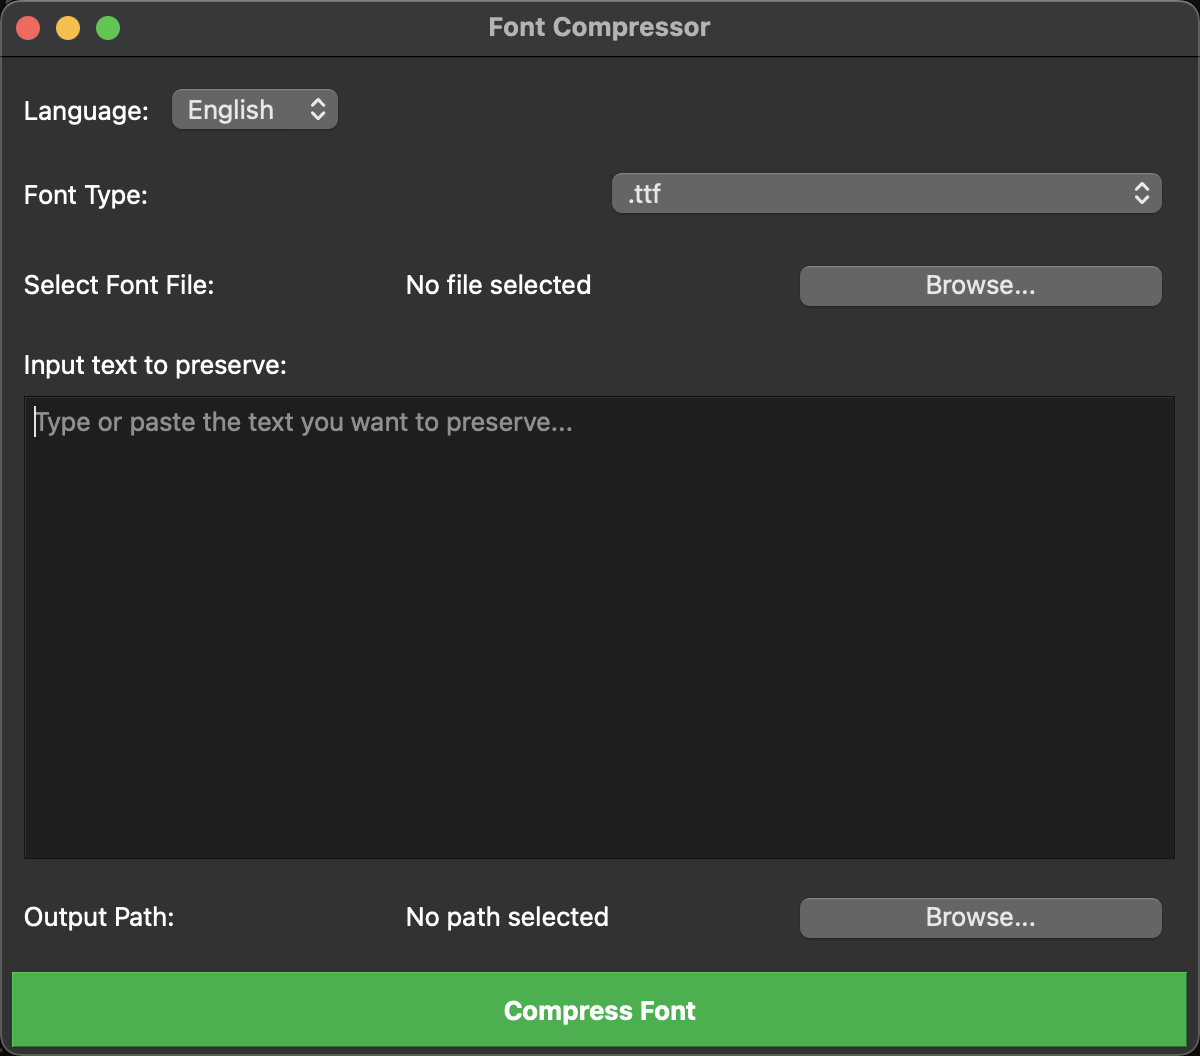 Font Compressor
Language: English
Font Type: .ttf
Select Font File: No file selected Browse...
Input text to preserve:
Type or paste the text you want to preserve...
Output Path: No path selected Browse...
Compress Font